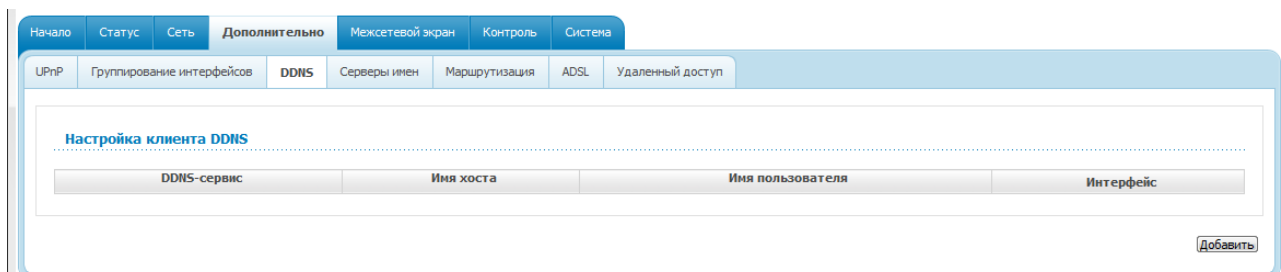 Начало Статус Сеть Дополнительно Межсетевой экран Контроль Система
UPnP Группирование интерфейсов DDNS Серверы имен Маршрутизация ADSL Удаленный доступ
Настройка клиента DDNS
DDNS-сервис Имя хоста Имя пользователя Интерфейс
Добавить